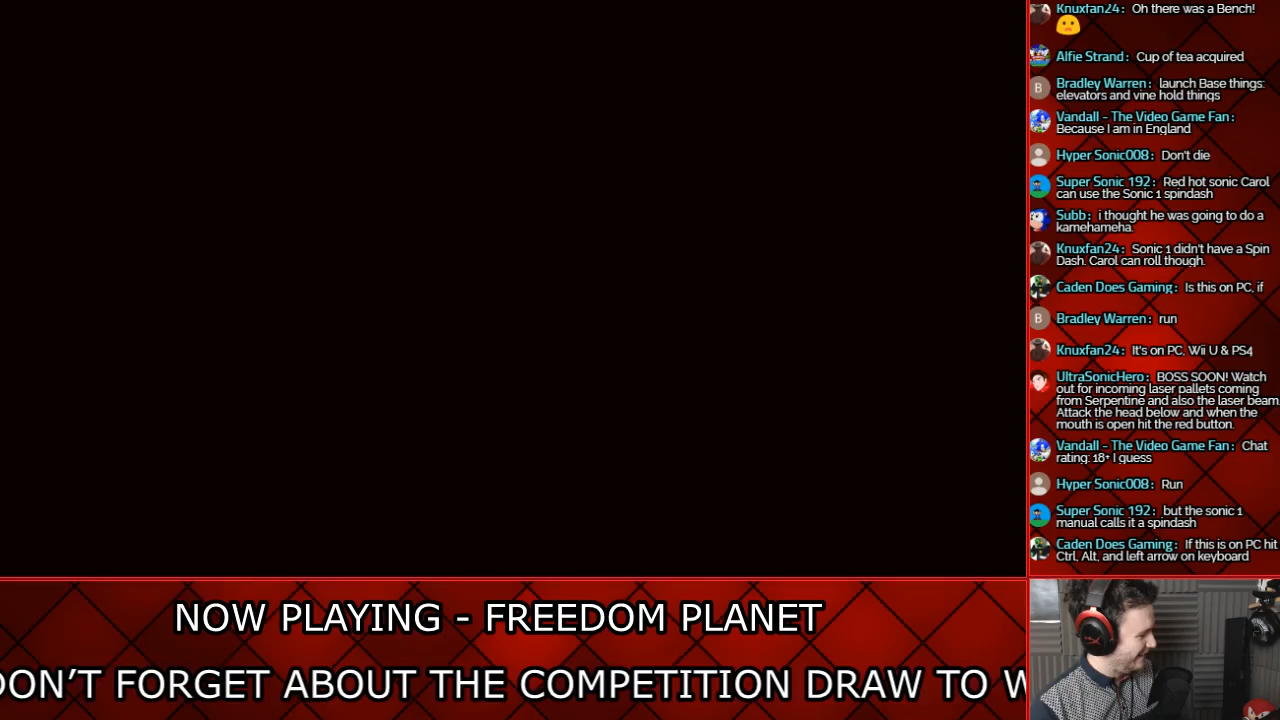 Knuxfan24: Oh there was a Bench!
Alfie Strand: Cup of tea acquired
B
Bradley Warren: launch Base things:
elevators and vine hold things
Vandall - The Video Game Fan:
Because I am in England
Hyper Sonic008: Don't die
Super Sonic 192: Red hot sonic Carol
can use the Sonic 1 spindash
Subb: i thought he was going to do a
kamehameha.
Knuxfan24: Sonic 1 didn't have a Spin
Dash. Carol can roll though.
Caden Does Gaming: Is this on PC, if
B
Bradley Warren: run
Knuxfan24: It's on PC, Wii U & PS4
UltraSonicHero: BOSS SOON! Watch
out for incoming laser pallets coming
from Serpentine and also the laser beam.
Attack the head below and when the
mouth is open hit the red button.
Vandall - The Video Game Fan: Chat
rating: 18+ I guess
Hyper Sonic008: Run
Super Sonic 192: but the sonic 1
manual calls it a spindash
Caden Does Gaming: If this is on PC hit
Ctrl, Alt, and left arrow on keyboard
NOW PLAYING - FREEDOM PLANET
DON'T FORGET ABOUT THE COMPETITION DRAW TO W